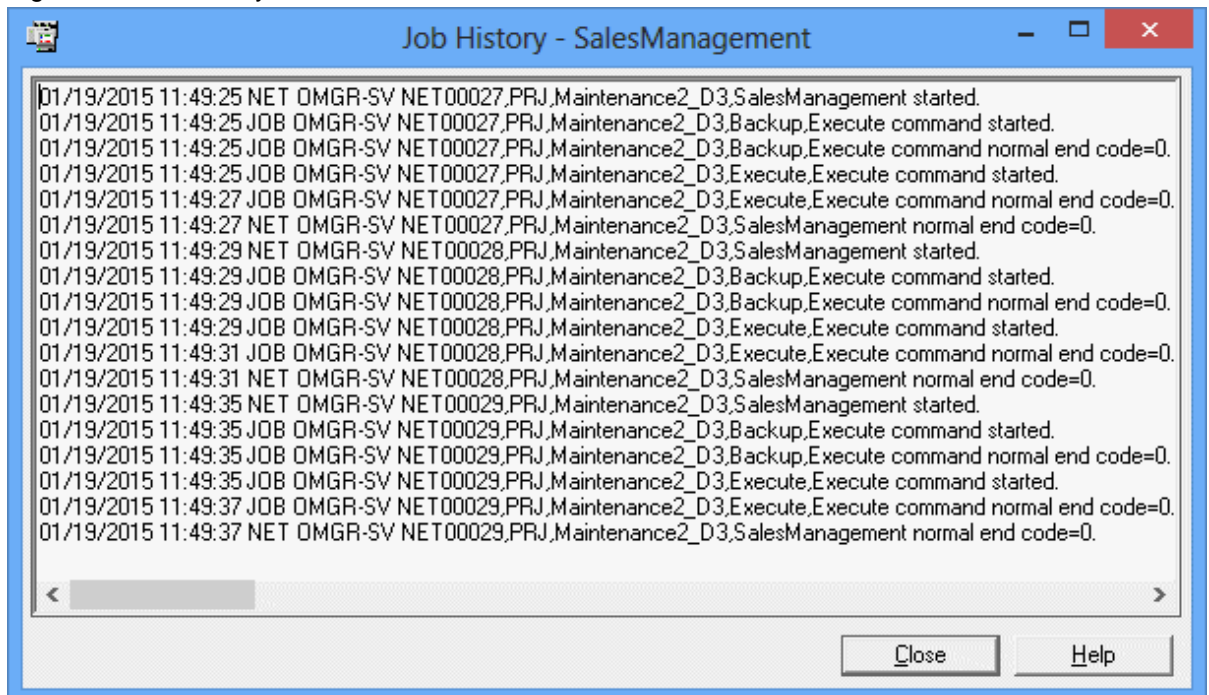 Job History - SalesManagement
01/19/2015 11:49:25 NET OMGR-SV NET00027,PRJ,Maintenance2_D3,SalesManagement started.
01/19/2015 11:49:25 JOB OMGR-SV NET00027,PRJ,Maintenance2_D3,Backup,Execute command started.
01/19/2015 11:49:25 JOB OMGR-SV NET00027,PRJ,Maintenance2_D3,Backup,Execute command normal end code=0.
01/19/2015 11:49:25 JOB OMGR-SV NET00027,PRJ,Maintenance2_D3,Execute,Execute command started.
01/19/2015 11:49:27 JOB OMGR-SV NET00027,PRJ,Maintenance2_D3,Execute,Execute command normal end code=0.
01/19/2015 11:49:27 NET OMGR-SV NET00027,PRJ,Maintenance2_D3,SalesManagement normal end code=0.
01/19/2015 11:49:29 NET OMGR-SV NET00028,PRJ,Maintenance2_D3,SalesManagement started.
01/19/2015 11:49:29 JOB OMGR-SV NET00028,PRJ,Maintenance2_D3,Backup,Execute command started.
01/19/2015 11:49:29 JOB OMGR-SV NET00028,PRJ,Maintenance2_D3,Backup,Execute command normal end code=0.
01/19/2015 11:49:29 JOB OMGR-SV NET00028,PRJ,Maintenance2_D3,Execute,Execute command started.
01/19/2015 11:49:31 JOB OMGR-SV NET00028,PRJ,Maintenance2_D3,Execute,Execute command normal end code=0.
01/19/2015 11:49:31 NET OMGR-SV NET00028,PRJ,Maintenance2_D3,SalesManagement normal end code=0.
01/19/2015 11:49:35 NET OMGR-SV NET00029,PRJ,Maintenance2_D3,SalesManagement started.
01/19/2015 11:49:35 JOB OMGR-SV NET00029,PRJ,Maintenance2_D3,Backup,Execute command started.
01/19/2015 11:49:35 JOB OMGR-SV NET00029,PRJ,Maintenance2_D3,Backup,Execute command normal end code=0.
01/19/2015 11:49:35 JOB OMGR-SV NET00029,PRJ,Maintenance2_D3,Execute,Execute command started.
01/19/2015 11:49:37 JOB OMGR-SV NET00029,PRJ,Maintenance2_D3,Execute,Execute command normal end code=0.
01/19/2015 11:49:37 NET OMGR-SV NET00029,PRJ,Maintenance2_D3,SalesManagement normal end code=0.
Close Help